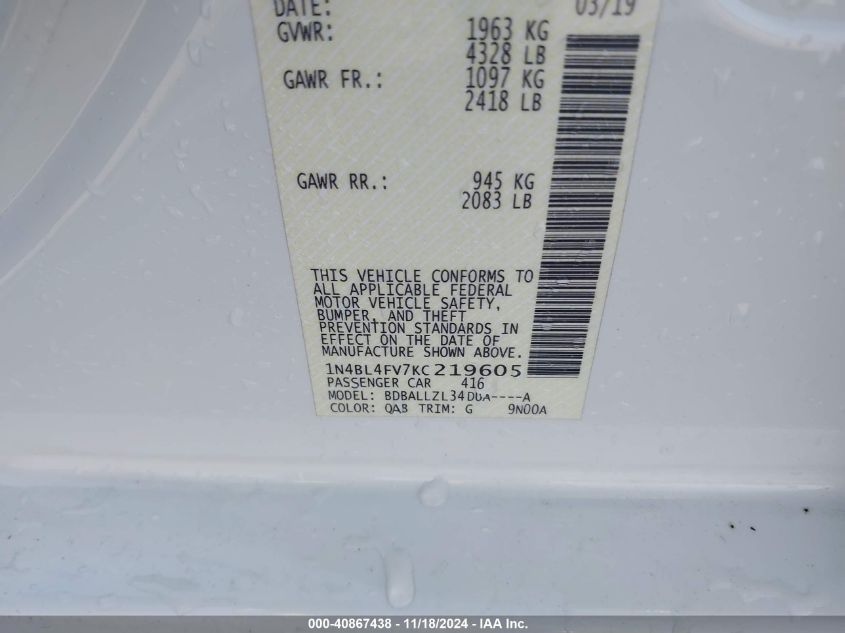 DATE: 03/19
GVWR: 1963 KG
4328 LB
GAWR FR.: 1097 KG
2418 LB
GAWR RR.: 945 KG
2083 LB
THIS VEHICLE CONFORMS TO
ALL APPLICABLE FEDERAL
MOTOR VEHICLE SAFETY,
BUMPER, AND THEFT
PREVENTION STANDARDS IN
EFFECT ON THE DATE OF
MANUFACTURE SHOWN ABOVE.
1N4BL4FV7KC219605
PASSENGER CAR 416
MODEL: BDBALLZL34DUA----A
COLOR: QAB TRIM: G 9N00A
000-40867438 - 11/18/2024 - IAA Inc.